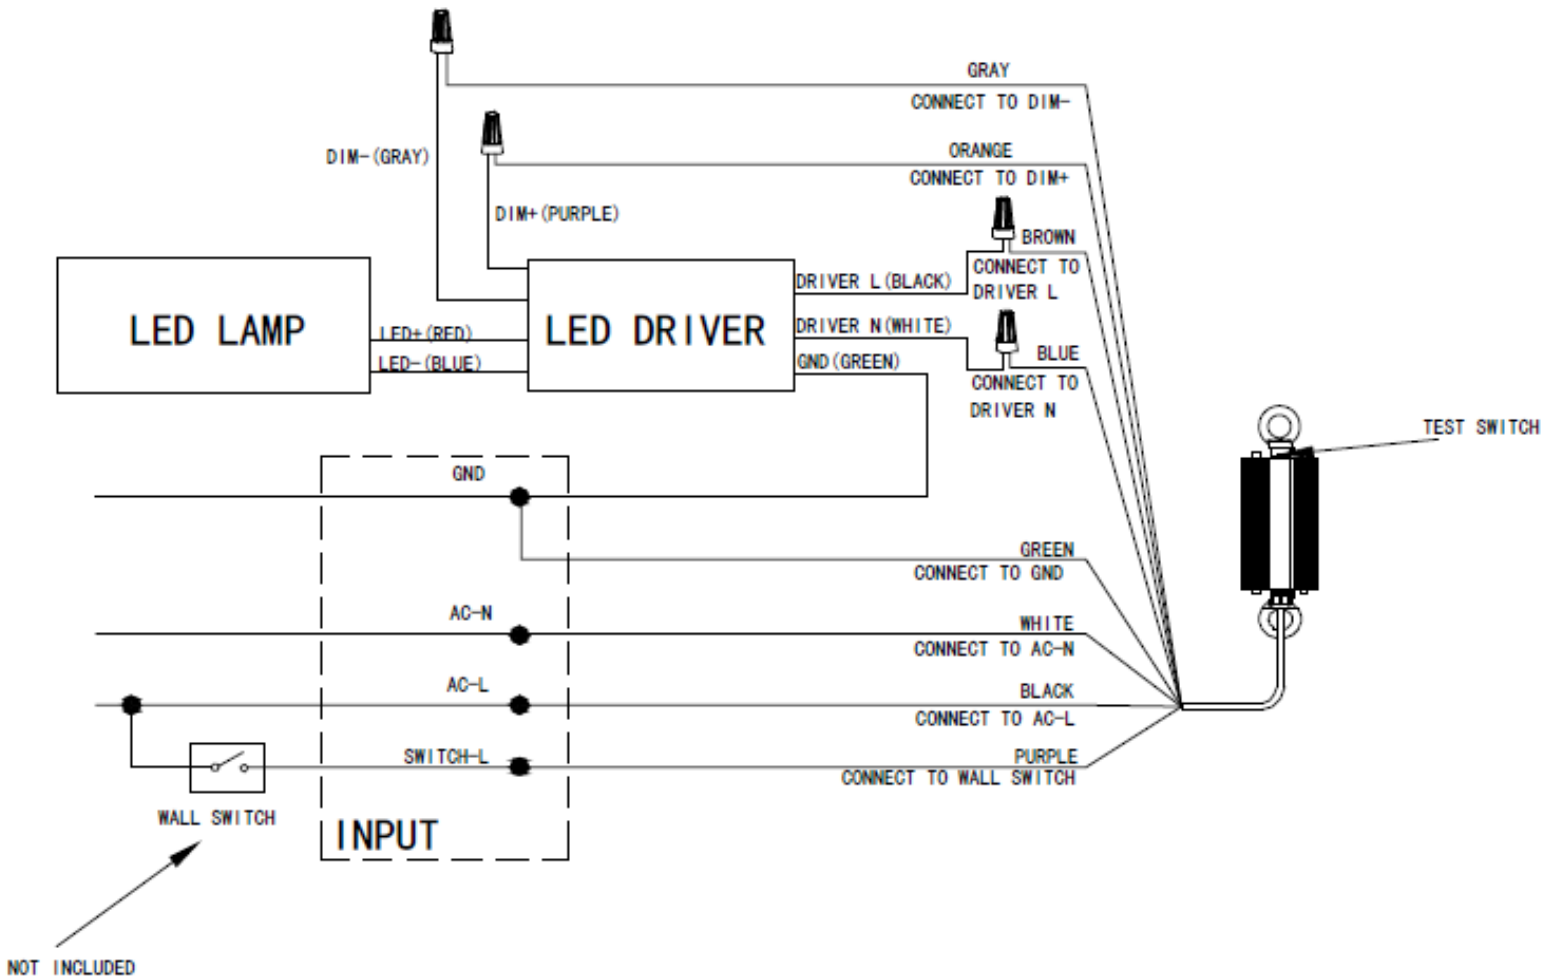 GRAY
CONNECT TO DIM-
DIM-(GRAY)
ORANGE
CONNECT TO DIM+
DIM+(PURPLE)
BROWN
CONNECT TO
DRIVER L
DRIVER L(BLACK)
LED LAMP
LED+(RED)
LED-(BLUE)
LED DRIVER
DRIVER N(WHITE)
GND(GREEN)
BLUE
CONNECT TO
DRIVER N
TEST SWITCH
GND
GREEN
CONNECT TO GND
AC-N
WHITE
CONNECT TO AC-N
AC-L
BLACK
CONNECT TO AC-L
SWITCH-L
PURPLE
CONNECT TO WALL SWITCH
WALL SWITCH
INPUT
NOT INCLUDED